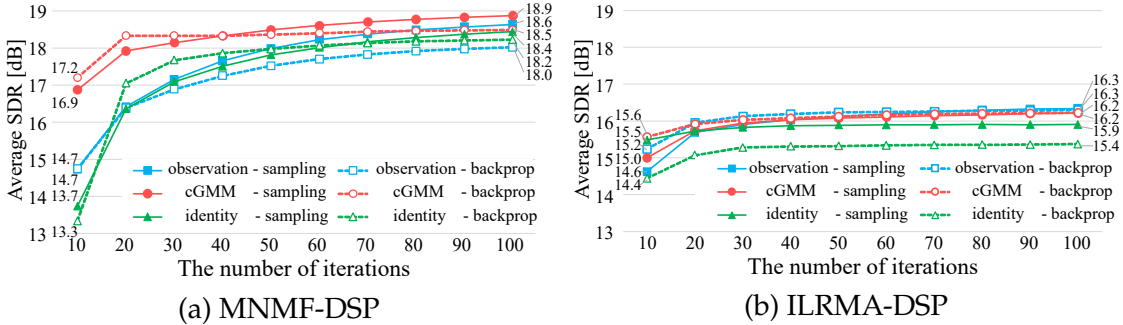 Average SDR [dB]
19
18
17
16
15
14
13
17.2
16.9
14.7
14.7
13.7
13.3
18.9
18.6
18.5
18.4
18.2
18.0
observation - sampling
observation - backprop
cGMM - sampling
cGMM - backprop
identity - sampling
identity - backprop
10 20 30 40 50 60 70 80 90 100
The number of iterations
(a) MNMF-DSP
Average SDR [dB]
19
18
17
16
15
14
13
15.6
15.5
15.2
15.0
14.6
14.4
16.3
16.3
16.2
16.2
15.9
15.4
observation - sampling
observation - backprop
cGMM - sampling
cGMM - backprop
identity - sampling
identity - backprop
10 20 30 40 50 60 70 80 90 100
The number of iterations
(b) ILRMA-DSP